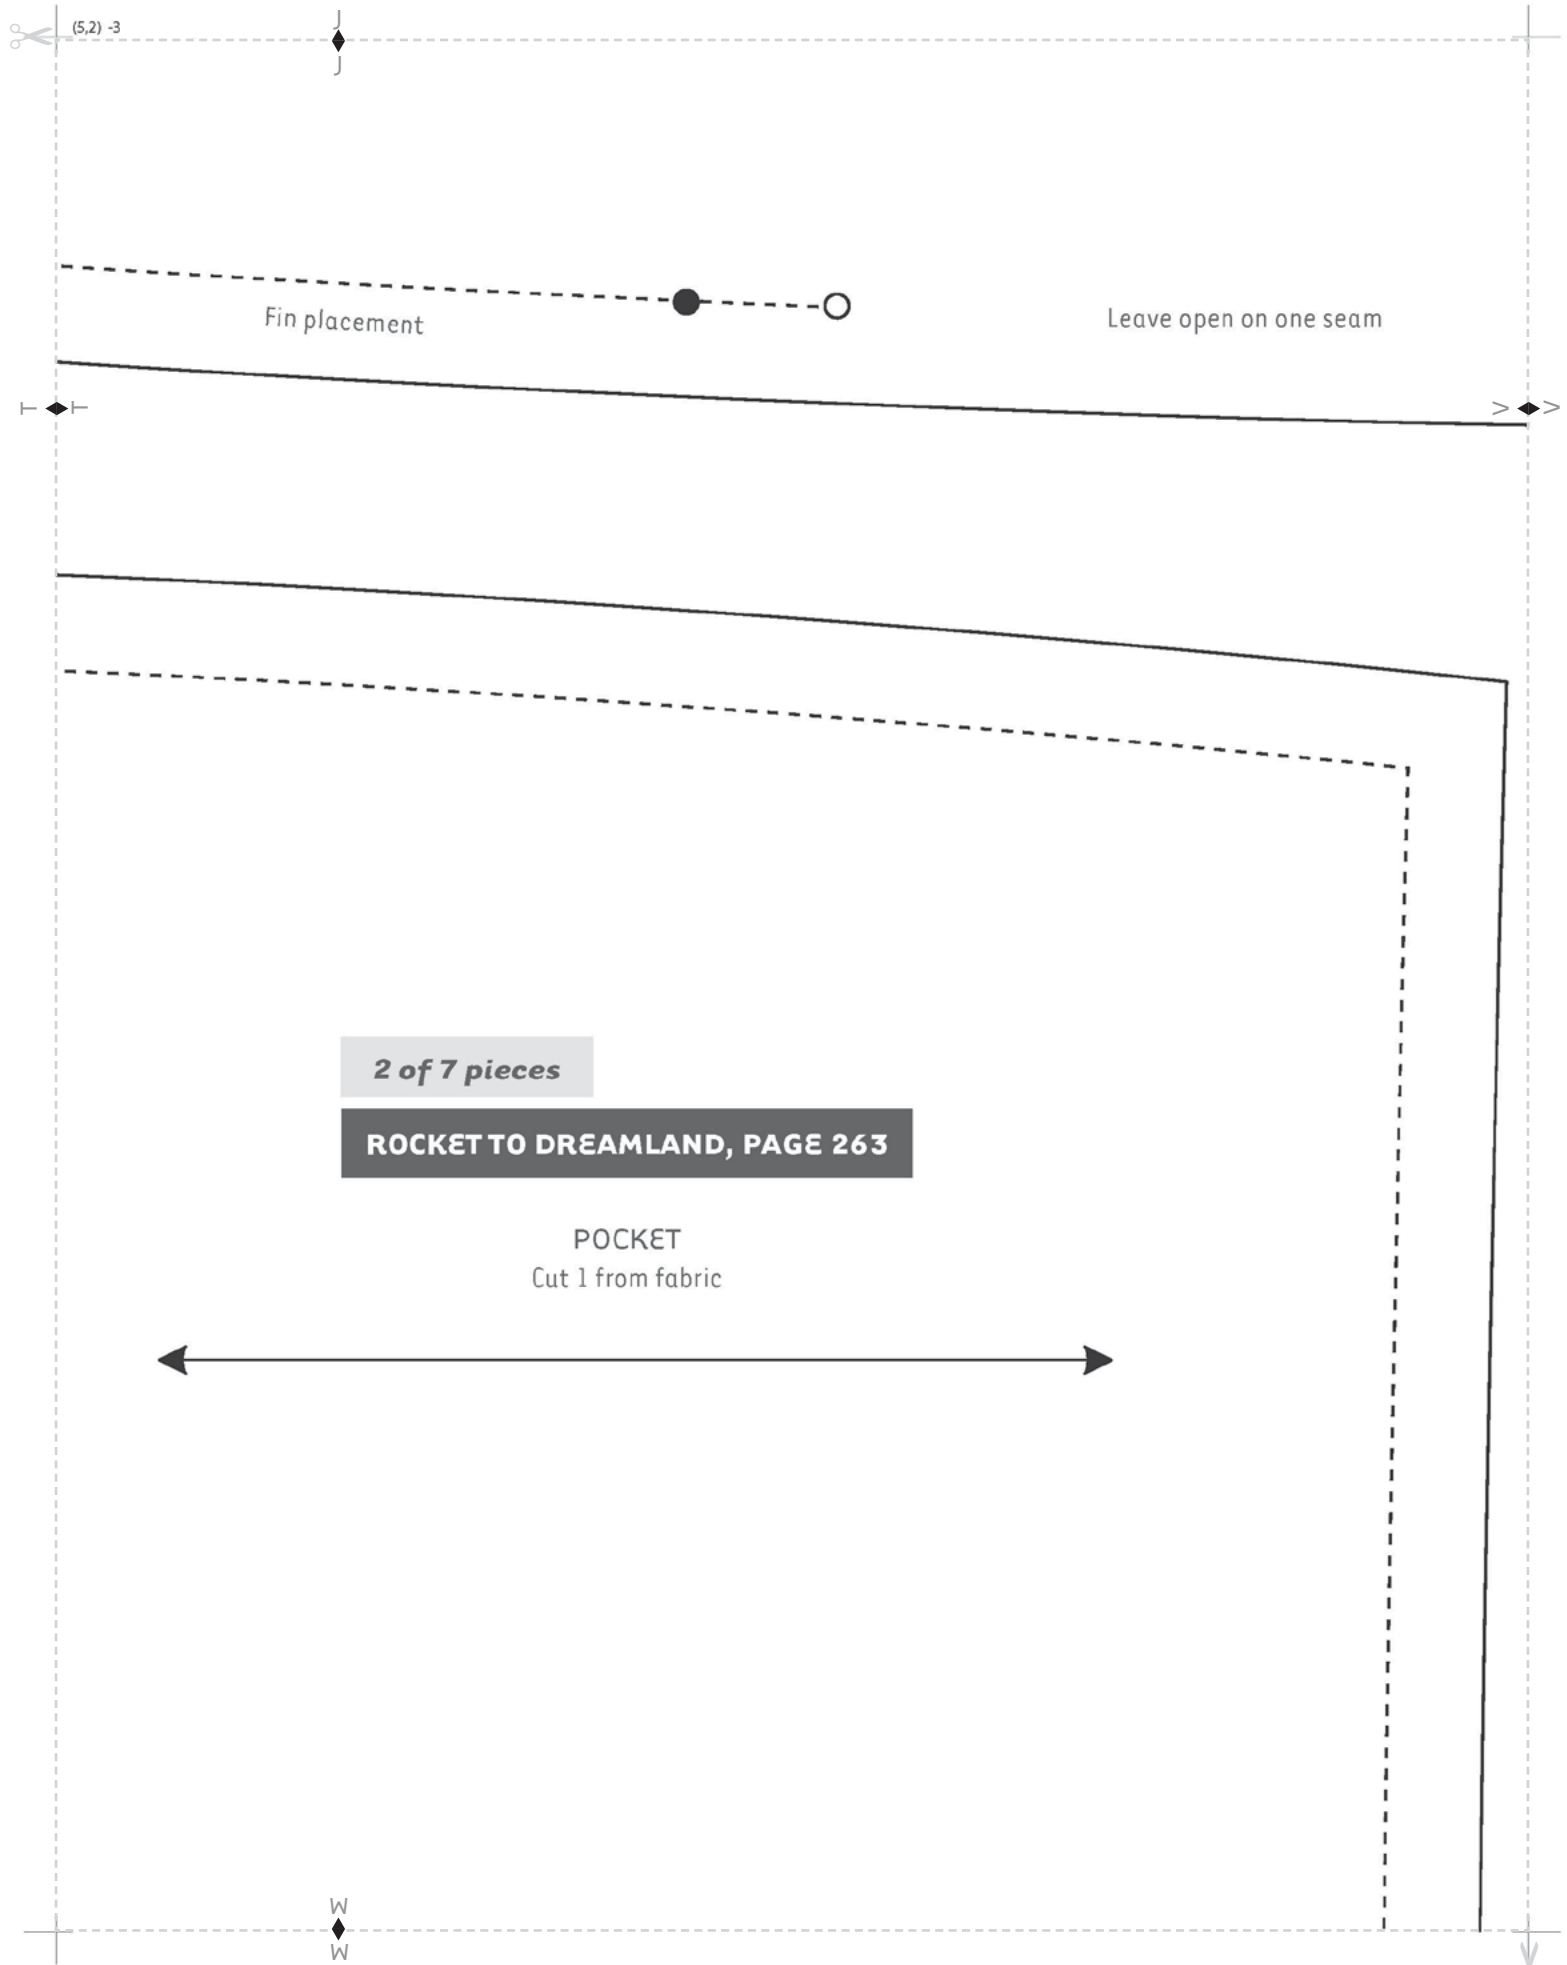 (5,2) -3
J
J
Fin placement
Leave open on one seam
T T
V V
2 of 7 pieces
ROCKET TO DREAMLAND, PAGE 263
POCKET
Cut 1 from fabric
W
W